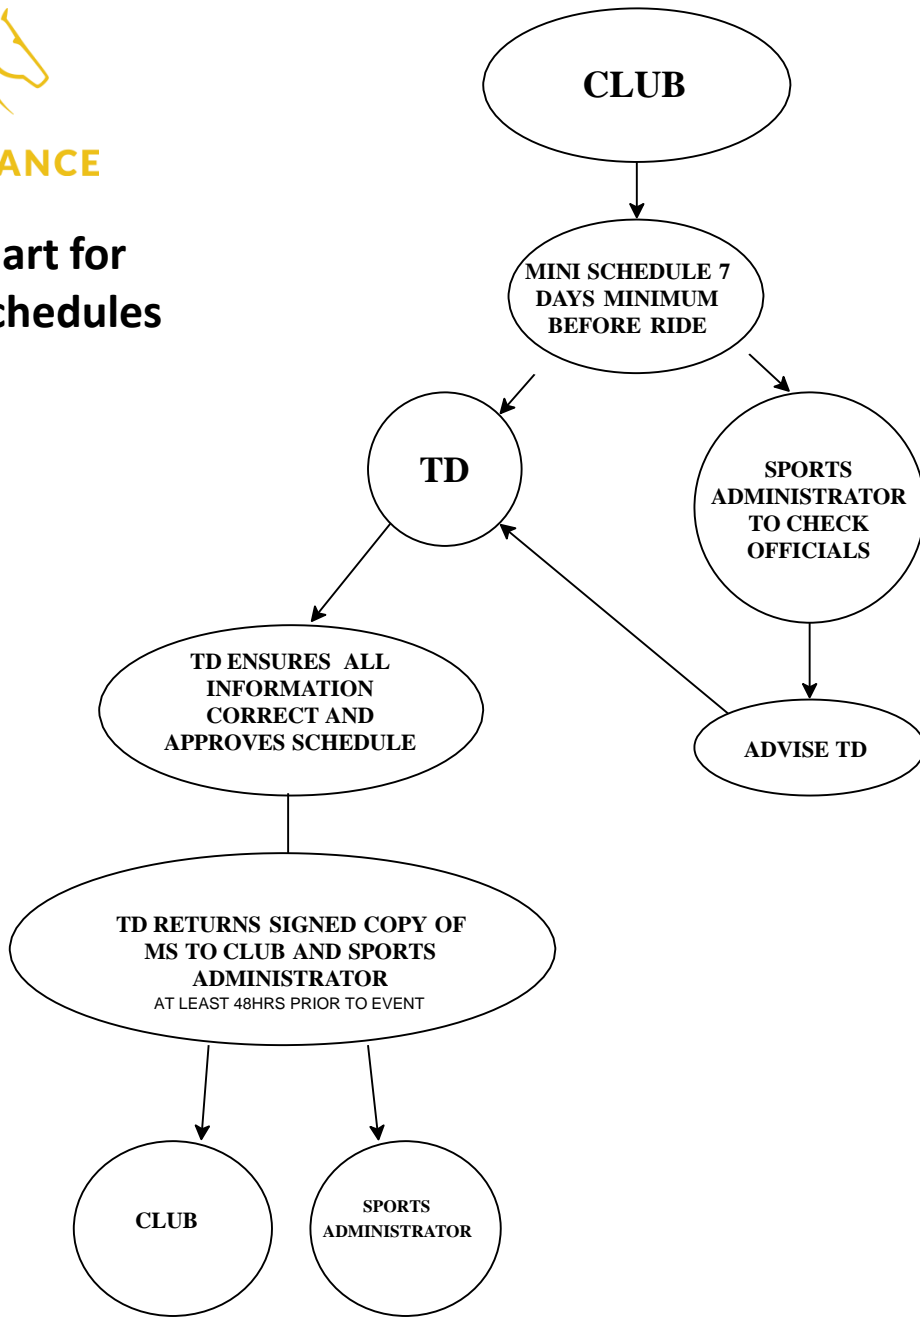 ANCE
art for
chedules
CLUB
MINI SCHEDULE 7
DAYS MINIMUM
BEFORE RIDE
TD
SPORTS
ADMINISTRATOR
TO CHECK
OFFICIALS
TD ENSURES ALL
INFORMATION
CORRECT AND
APPROVES SCHEDULE
ADVISE TD
TD RETURNS SIGNED COPY OF
MS TO CLUB AND SPORTS
ADMINISTRATOR
AT LEAST 48HRS PRIOR TO EVENT
CLUB
SPORTS
ADMINISTRATOR